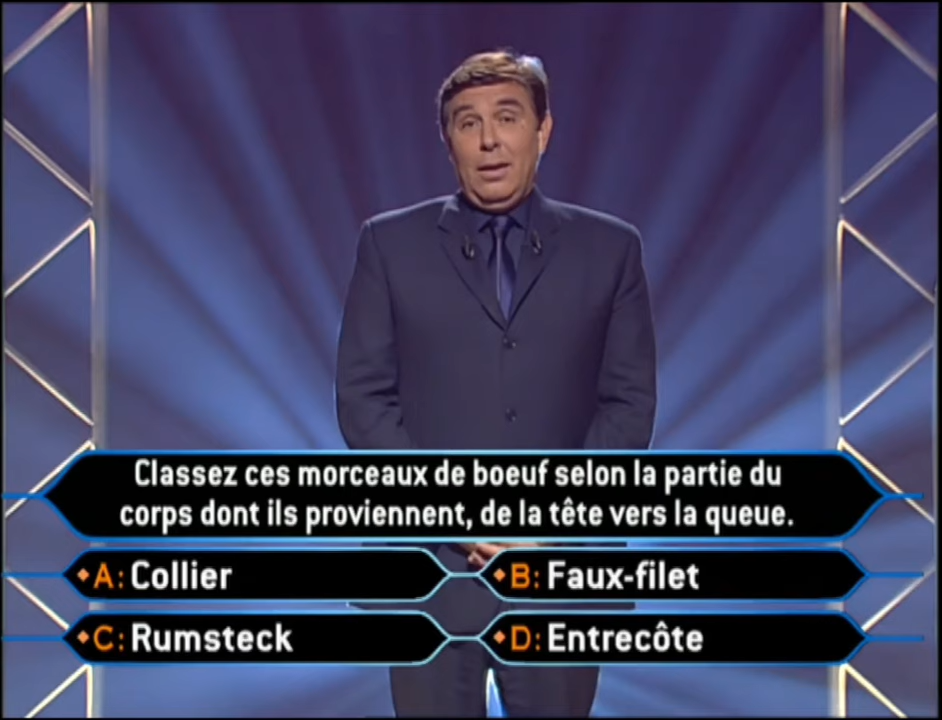 Classez ces morceaux de boeuf selon la partie du
corps dont ils proviennent, de la tête vers la queue.
A: Collier
B: Faux-filet
C: Rumsteck
D: Entrecôte